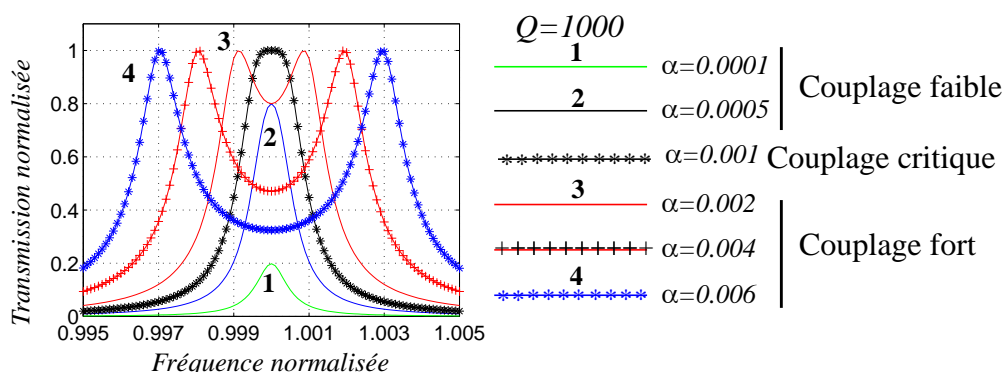 Q=1000
1
α=0.0001
2
α=0.0005
Couplage faible
α=0.001 Couplage critique
3
α=0.002
α=0.004
Couplage fort
4
α=0.006
Transmission normalisée
1
0.8
0.6
0.4
0.2
0
4
3
2
1
0.995
0.997
0.999
1.001
1.003
1.005
Fréquence normalisée